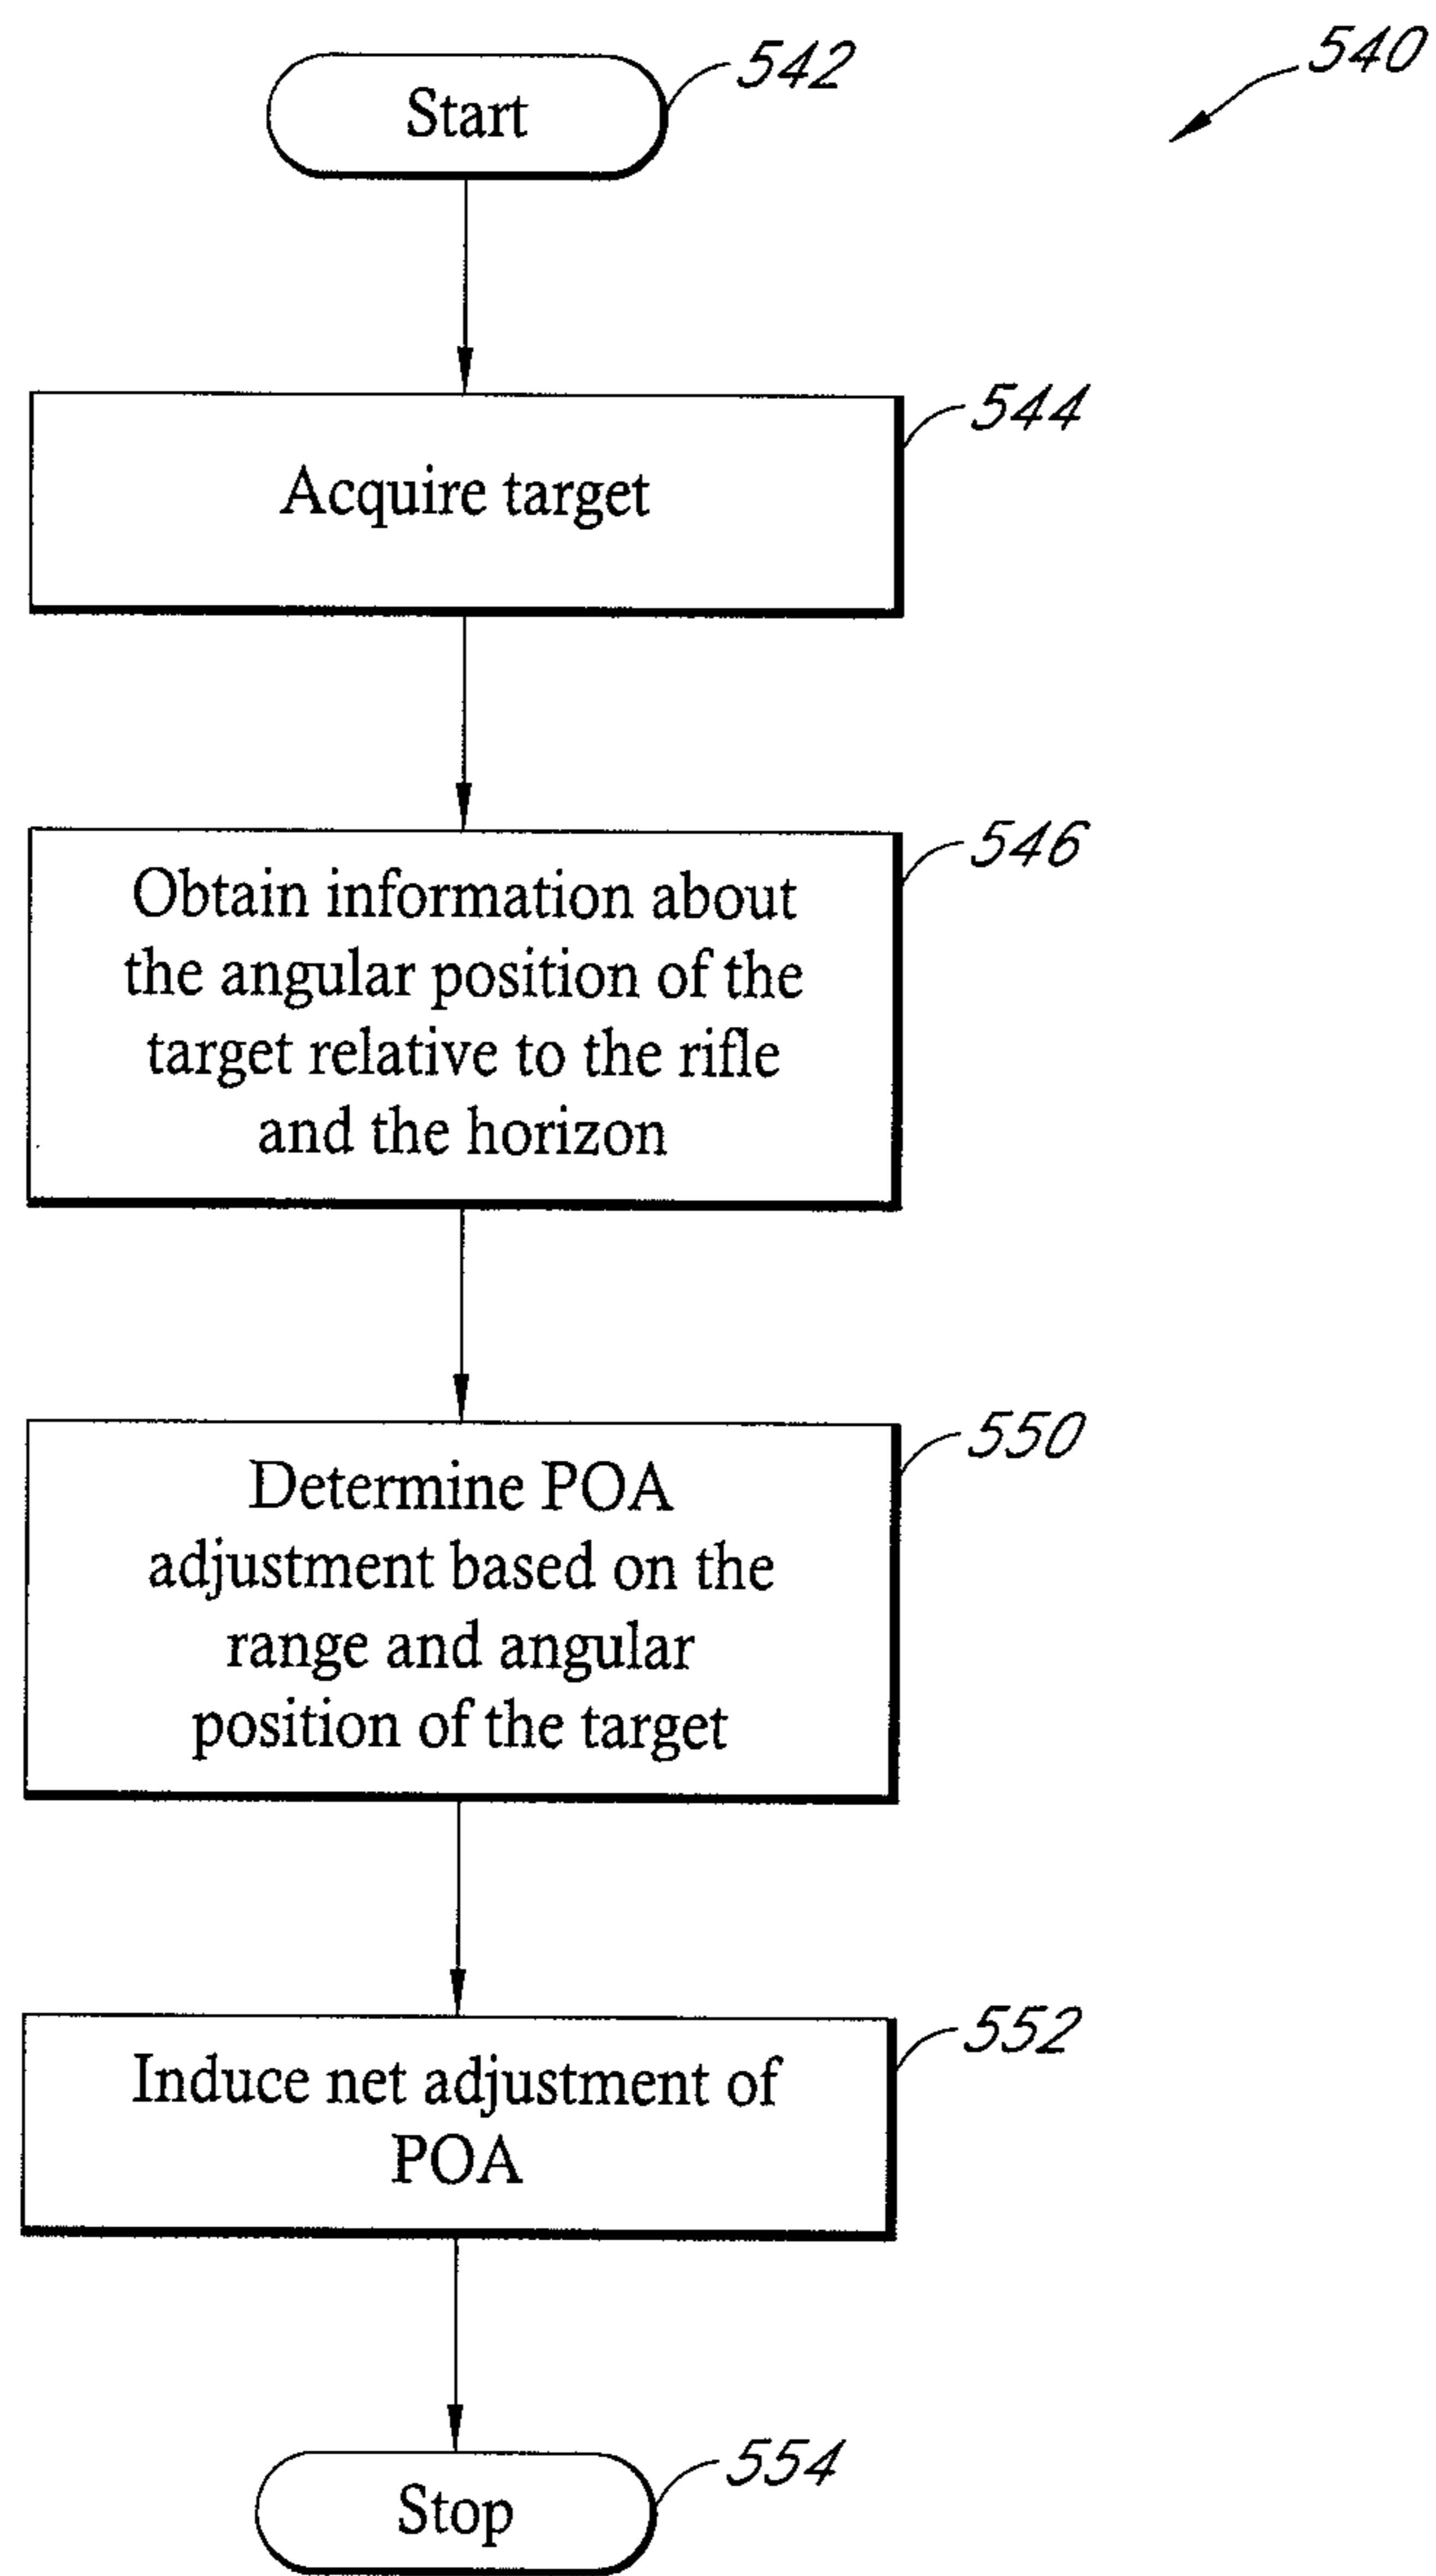 540
542
Start
544
Acquire target
546
Obtain information about
the angular position of the
target relative to the rifle
and the horizon
550
Determine POA
adjustment based on the
range and angular
position of the target
552
Induce net adjustment of
POA
554
Stop